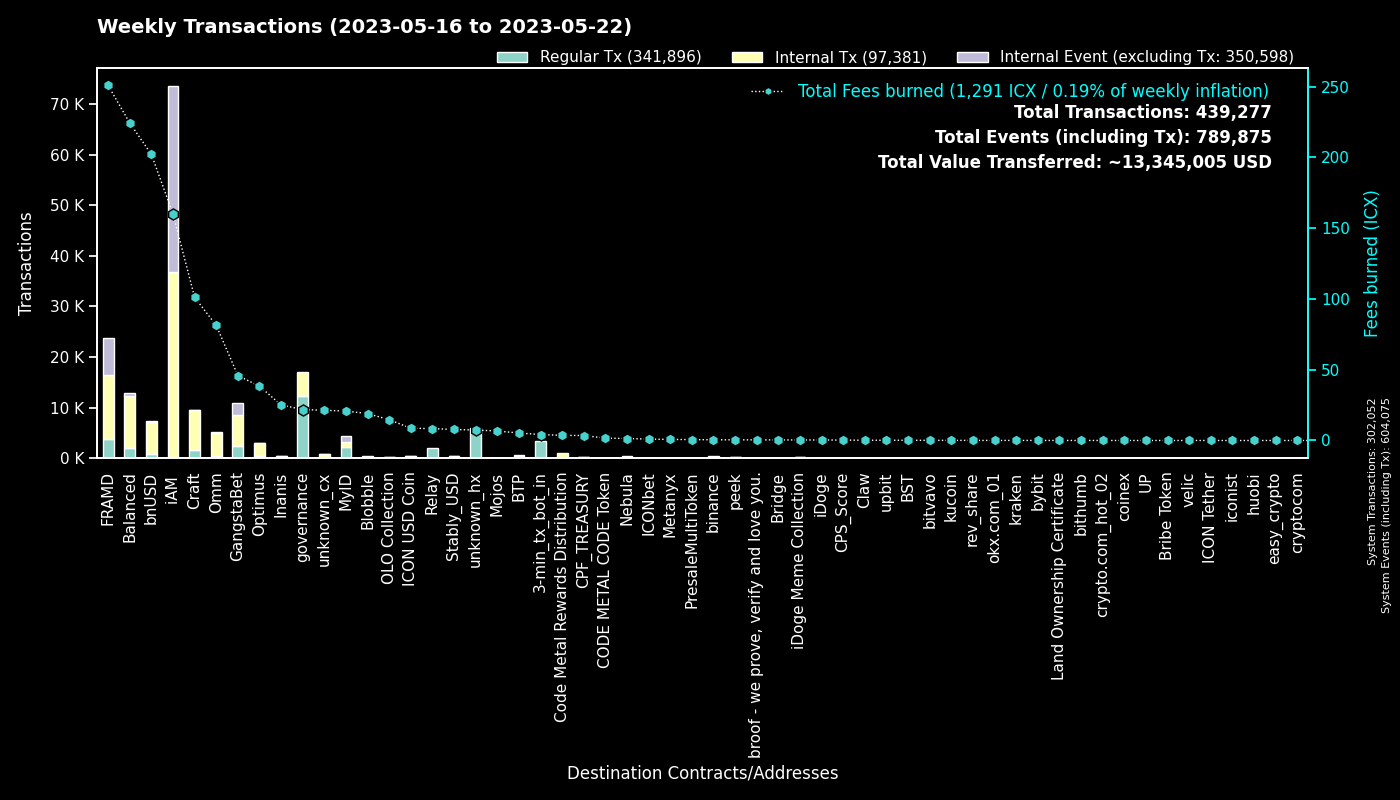 Weekly Transactions (2023-05-16 to 2023-05-22)
Regular Tx (341,896)
Internal Tx (97,381)
Internal Event (excluding Tx: 350,598)
Total Fees burned (1,291 ICX / 0.19% of weekly inflation)
Total Transactions: 439,277
Total Events (including Tx): 789,875
Total Value Transferred: ~13,345,005 USD
Transactions
70 K
60 K
50 K
40 K
30 K
20 K
10 K
0 K
250
200
150
100
50
0
Fees burned (ICX)
System Transactions: 302,052
System Events (including Tx): 604,075
FRAMD
Balanced
bnUSD
iAM
Craft
Omm
GangstaBet
Optimus
Inanis
governance
unknown_cx
MyID
Blobble
OLO Collection
ICON USD Coin
Relay
Stably_USD
unknown_hx
Mojos
BTP
3-min_tx_bot_in
Code Metal Rewards Distribution
CPF_TREASURY
CODE METAL CODE Token
Nebula
ICONbet
Metanyx
PresaleMultiToken
binance
peek
broof - we prove, verify and love you.
Bridge
iDoge Meme Collection
iDoge
CPS_Score
Claw
upbit
BST
bitvavo
kucoin
rev_share
okx.com_01
kraken
bybit
Land Ownership Certificate
bithumb
crypto.com_hot_02
coinex
UP
Bribe Token
velic
ICON Tether
iconist
huobi
easy_crypto
cryptocom
Destination Contracts/Addresses